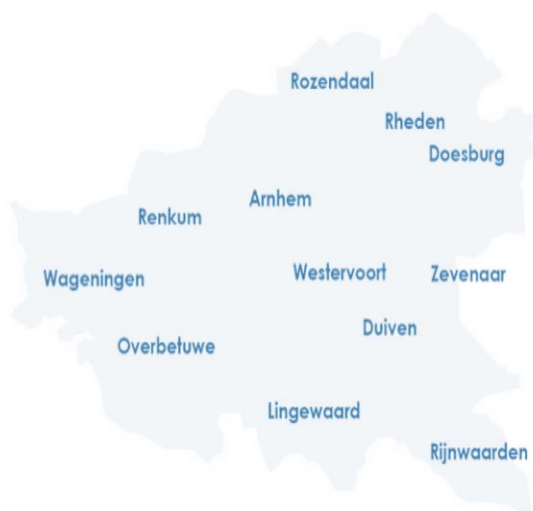 Rozendaal
Rheden
Doesburg
Arnhem
Renkum
Westervoort
Zevenaar
Wageningen
Duiven
Overbetuwe
Lingewaard
Rijnwaarden